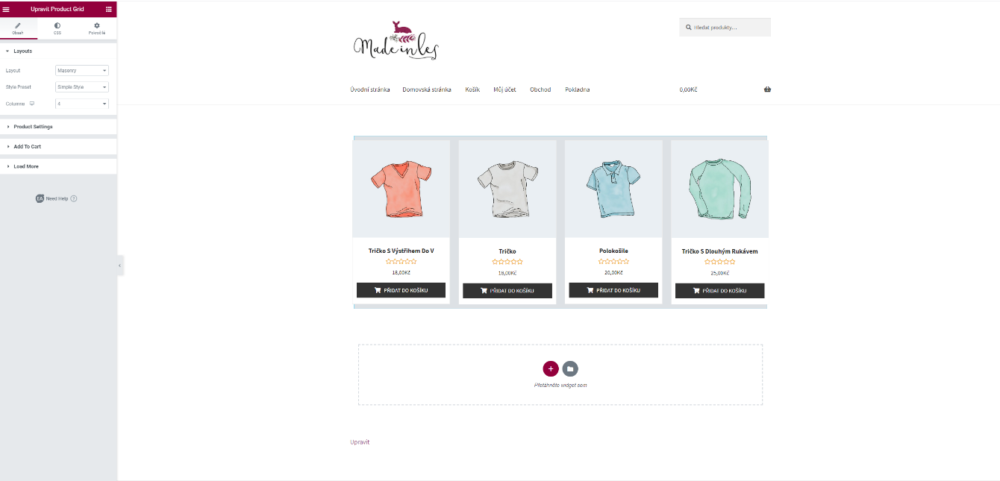 Upravit Product Grid
Obsah
CSS
Pokročilé
Layouts
Layout
Masonry
Style Preset
Simple Style
Columns
4
Product Settings
Add To Cart
Load More
EA Need Help ?
Made in les
Hledat produkty…
Úvodní stránka Domovská stránka Košík Můj účet Obchod Pokladna
0,00Kč
Tričko S Výstřihem Do V
18,00Kč
PŘIDAT DO KOŠÍKU
Tričko
18,00Kč
PŘIDAT DO KOŠÍKU
Polokošile
20,00Kč
PŘIDAT DO KOŠÍKU
Tričko S Dlouhým Rukávem
25,00Kč
PŘIDAT DO KOŠÍKU
Přetáhněte widget sem
Upravit